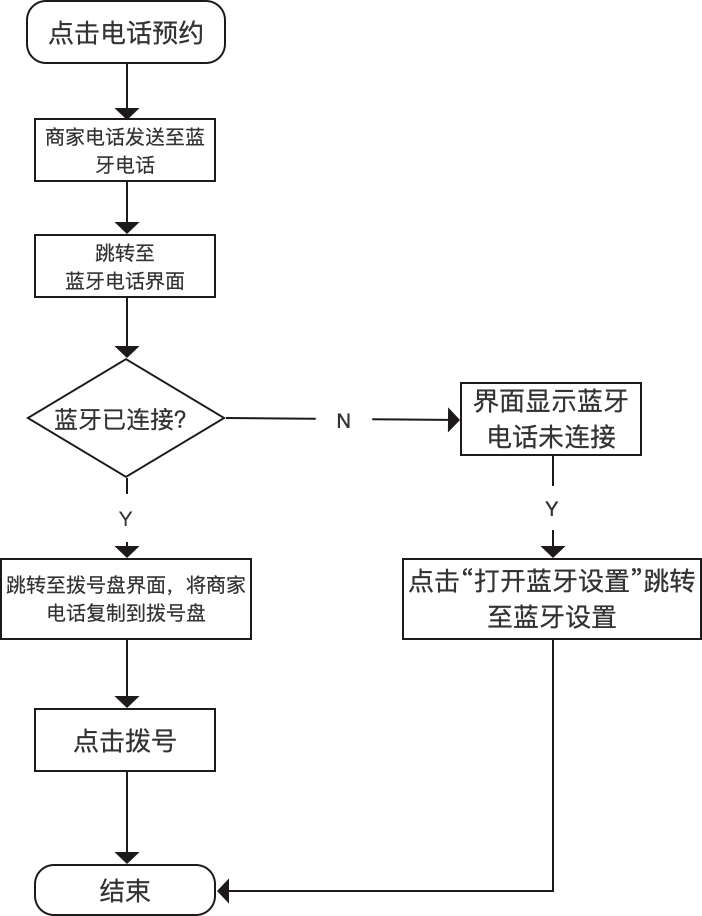 点击电话预约
商家电话发送至蓝
牙电话
跳转至
蓝牙电话界面
蓝牙已连接?
N
界面显示蓝牙
电话未连接
Y
Y
跳转至拨号盘界面，将商家
电话复制到拨号盘
点击“打开蓝牙设置”跳转
至蓝牙设置
点击拨号
结束